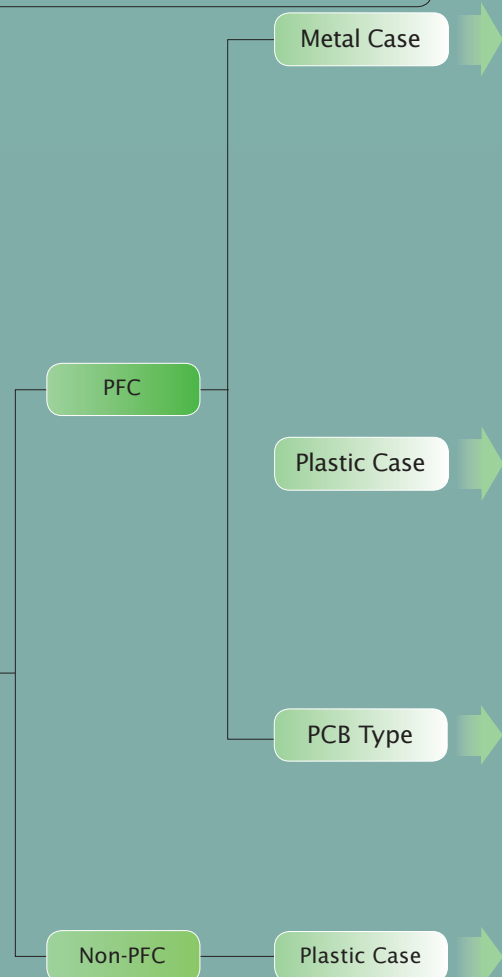 Metal Case
PFC
Plastic Case
PCB Type
Non-PFC
Plastic Case